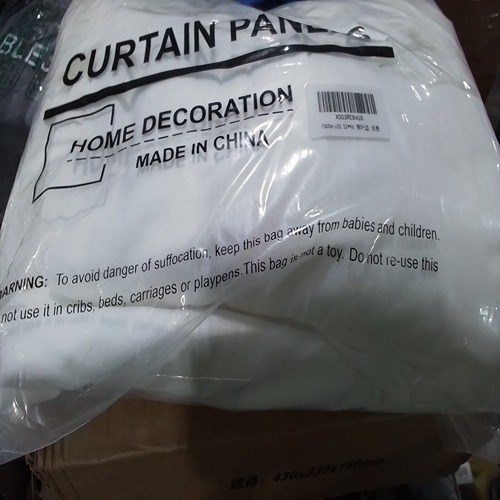 CURTAIN PANELS
HOME DECORATION
MADE IN CHINA
WARNING: To avoid danger of suffocation, keep this bag away from babies and children.
not use it in cribs, beds, carriages or playpens. This bag is not a toy. Do not re-use this
430x330x190mm